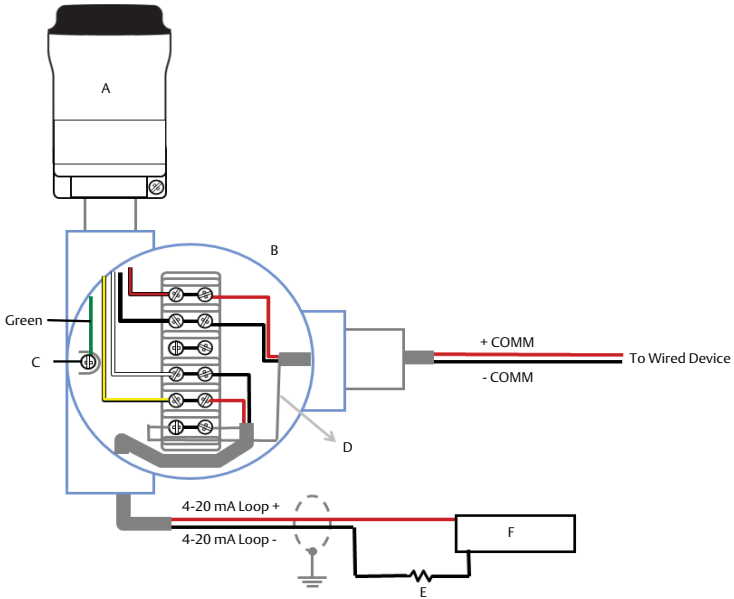 A
B
Green
C
+ COMM
To Wired Device
- COMM
D
4-20 mA Loop +
4-20 mA Loop -
F
E